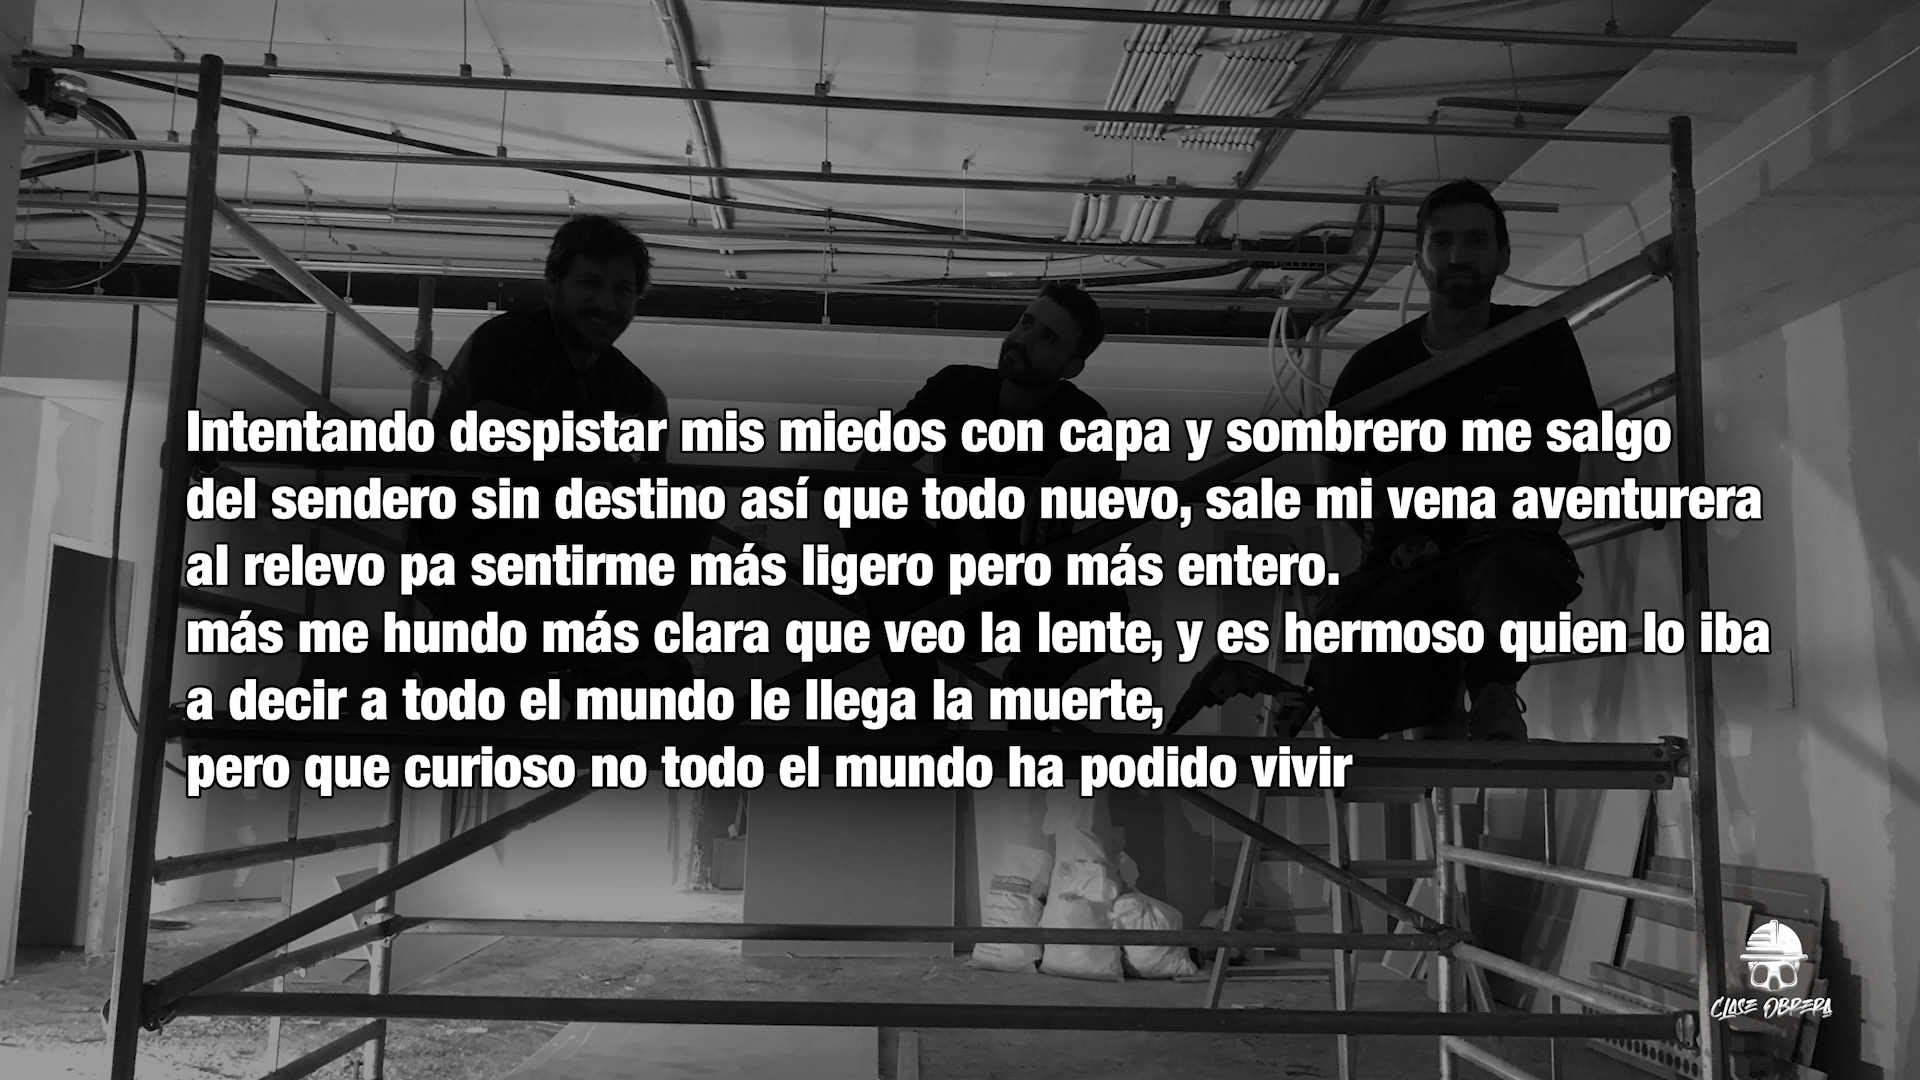 Intentando despistar mis miedos con capa y sombrero me salgo
del sendero sin destino así que todo nuevo, sale mi vena aventurera
al relevo pa sentirme más ligero pero más entero.
más me hundo más clara que veo la lente, y es hermoso quien lo iba
a decir a todo el mundo le llega la muerte,
pero que curioso no todo el mundo ha podido vivir
CLASE OBRERA